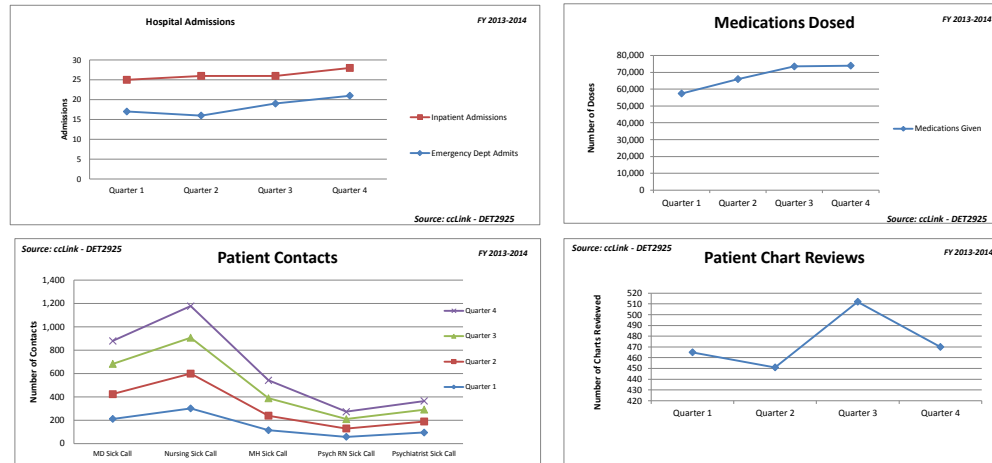 Hospital Admissions
FY 2013-2014
30
25
20
15
10
5
0
Admissions
Quarter 1
Quarter 2
Quarter 3
Quarter 4
Inpatient Admissions
Emergency Dept Admits
Source: ccLink - DET2925
Medications Dosed
FY 2013-2014
80,000
70,000
60,000
50,000
40,000
30,000
20,000
10,000
0
Number of Doses
Quarter 1
Quarter 2
Quarter 3
Quarter 4
Medications Given
Source: ccLink - DET2925
Source: ccLink - DET2925
Patient Contacts
FY 2013-2014
1,400
1,200
1,000
800
600
400
200
0
Number of Contacts
MD Sick Call
Nursing Sick Call
MH Sick Call
Psych RN Sick Call
Psychiatrist Sick Call
Quarter 4
Quarter 3
Quarter 2
Quarter 1
Source: ccLink - DET2925
Patient Chart Reviews
FY 2013-2014
520
510
500
490
480
470
460
450
440
430
420
Number of Charts Reviewed
Quarter 1
Quarter 2
Quarter 3
Quarter 4